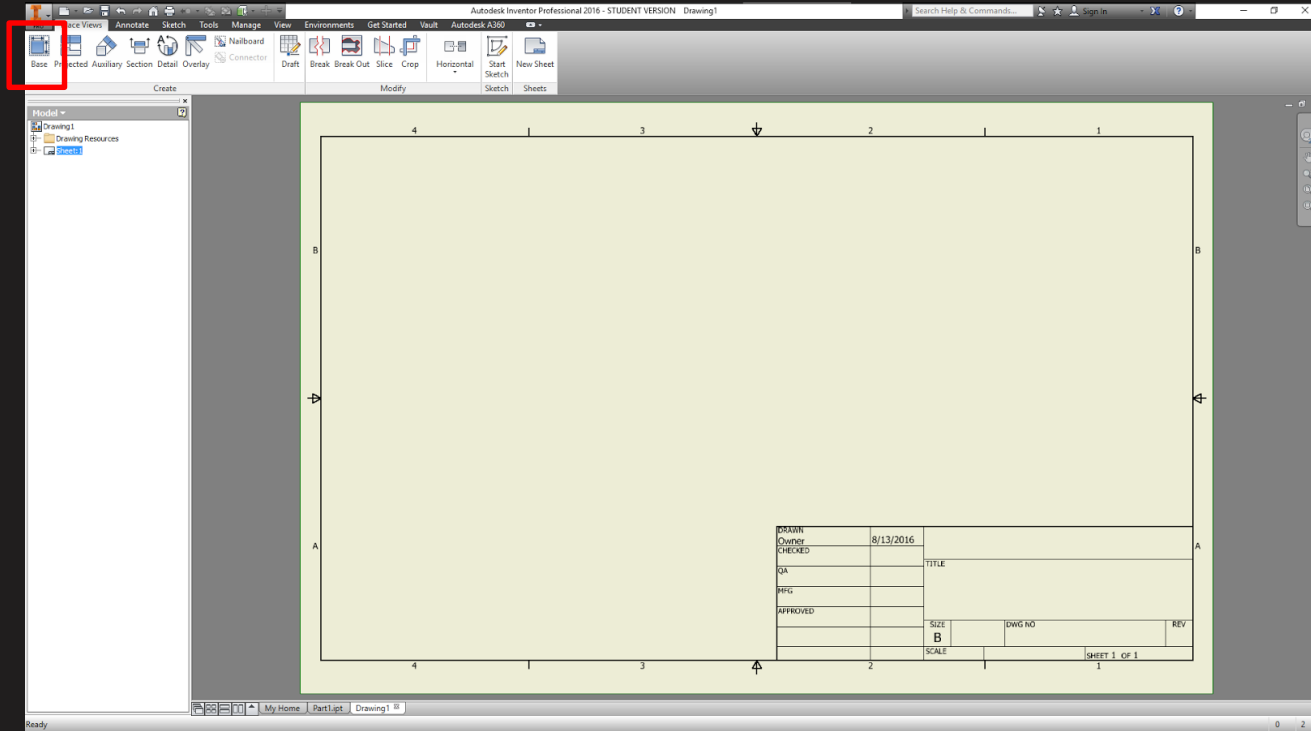 Autodesk Inventor Professional 2016 - STUDENT VERSION Drawing1
Search Help & Commands...
Sign In
Place Views Annotate Sketch Tools Manage View Environments Get Started Vault Autodesk A360
Base Projected Auxiliary Section Detail Overlay
Nailboard
Connector
Draft Break Break Out Slice Crop Horizontal Start Sketch New Sheet
Create Modify Sketch Sheets
Model
Drawing1
Drawing Resources
Sheet:1
4 3 2 1
B B
A A
DRAWN
Owner 8/13/2016
CHECKED
TITLE
QA
MFG
APPROVED
SIZE DWG NO REV
B
SCALE SHEET 1 OF 1
4 3 2 1
My Home Part1.ipt Drawing1
Ready 0 2